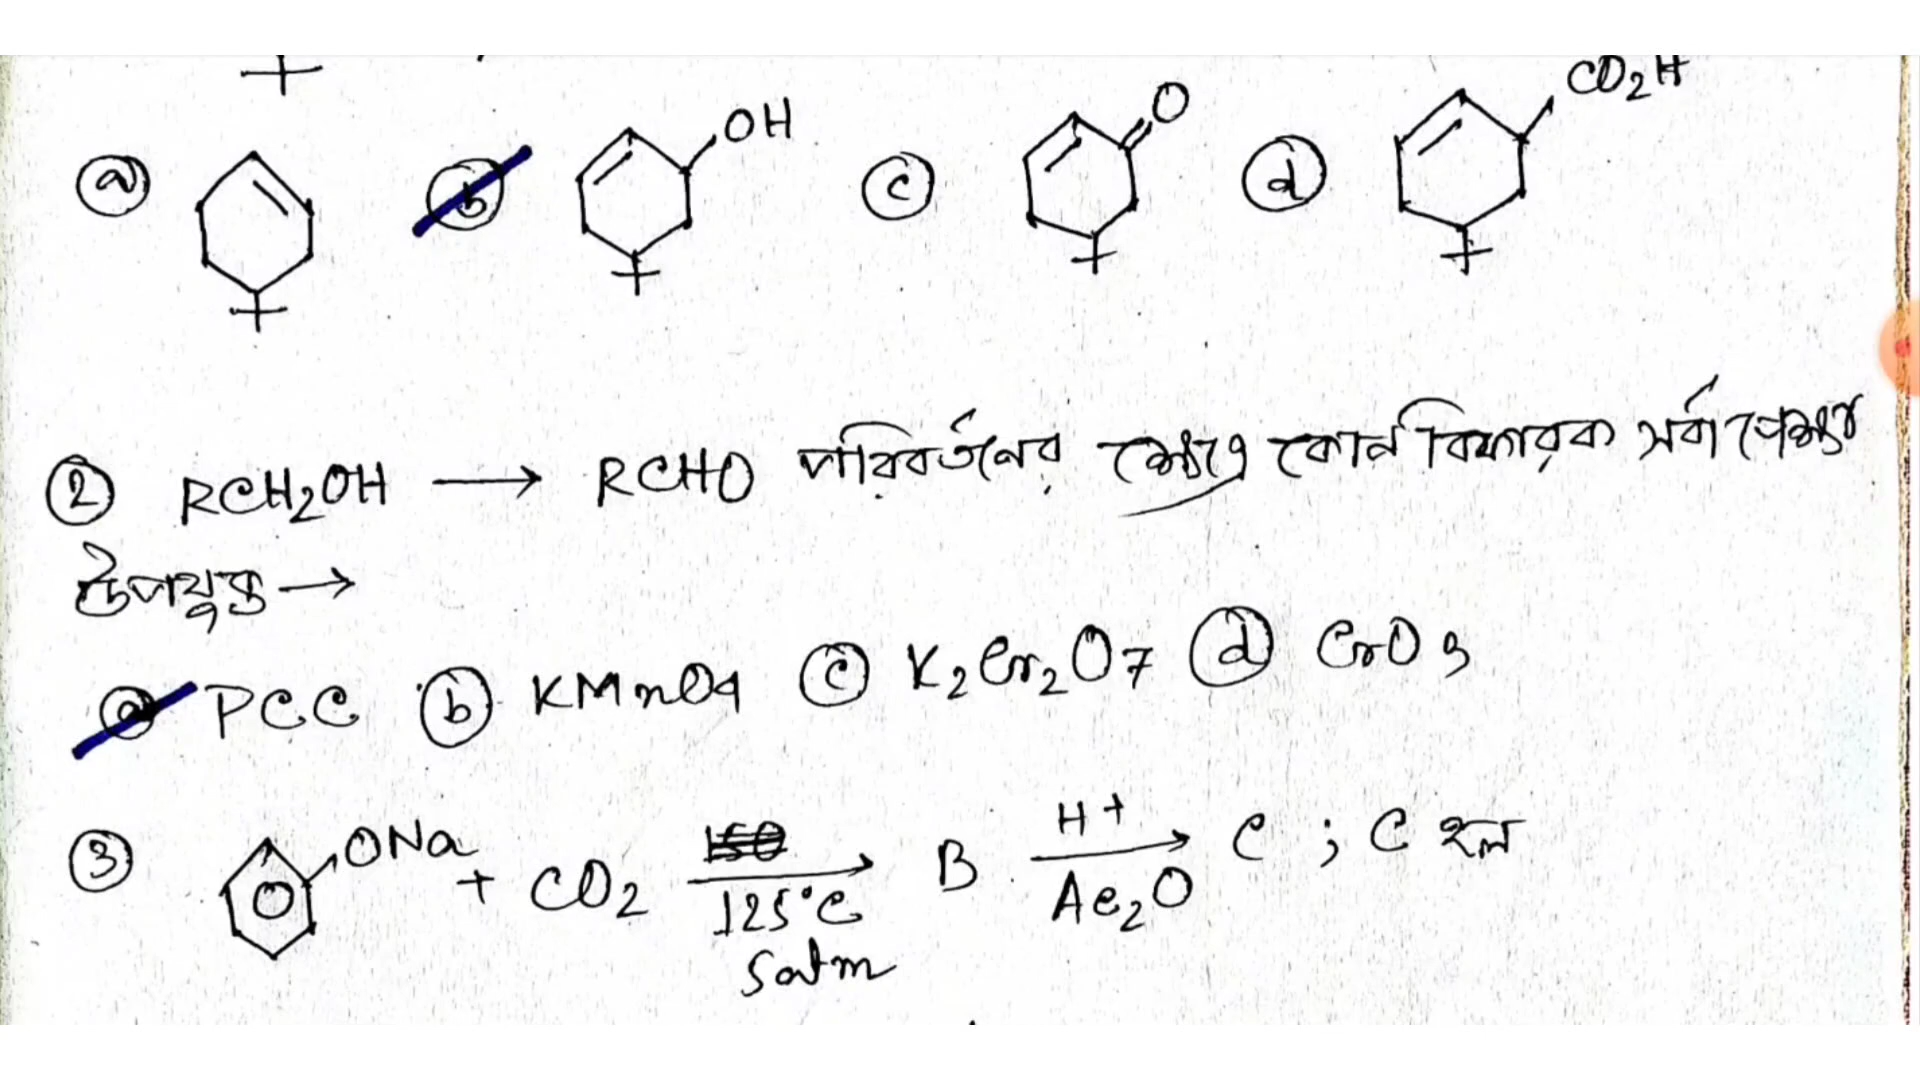 OH O CO2H
(a) (b) (c) (d)
(2) RCH2OH → RCHO পরিবর্তনের ক্ষেত্রে কোন বিকারক সর্বাপেক্ষা
উপযুক্ত →
(a) PCC (b) KMnO4 (c) K2Cr2O7 (d) CrO3
(3) ONa + CO2 125°C 5atm B H+ Ac2O C ; C হল